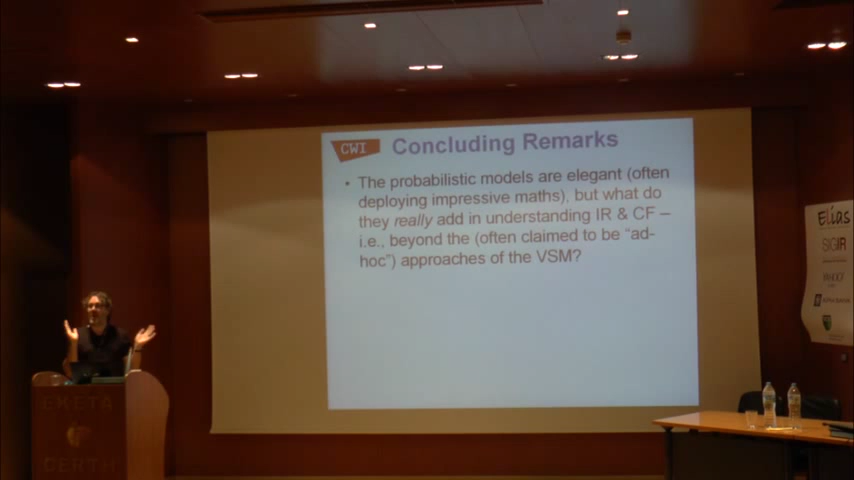 CWI
Concluding Remarks
• The probabilistic models are elegant (often
deploying impressive maths), but what do
they really add in understanding IR & CF –
i.e., beyond the (often claimed to be “ad-
hoc”) approaches of the VSM?
Elias
SIGIR
YAHOO!
EKETA
CERTH